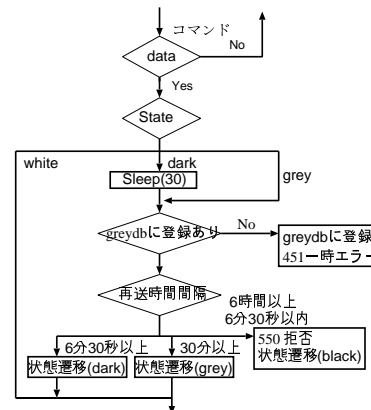 コマンド
data
No
Yes
State
white
dark
grey
Sleep(30)
greydbに登録あり
No
greydbに登録
451一時エラー
再送時間間隔
6時間以上
6分30秒以内
550 拒否
状態遷移(black)
6分30秒以上
状態遷移(dark)
30分以上
状態遷移(grey)